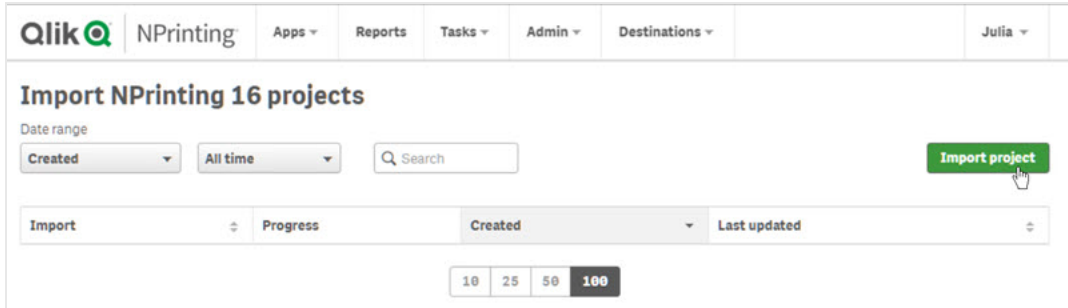 Qlik NPrinting Apps Reports Tasks Admin Destinations Julia
Import NPrinting 16 projects
Date range
Created All time Search Import project
Import Progress Created Last updated
10 25 50 100